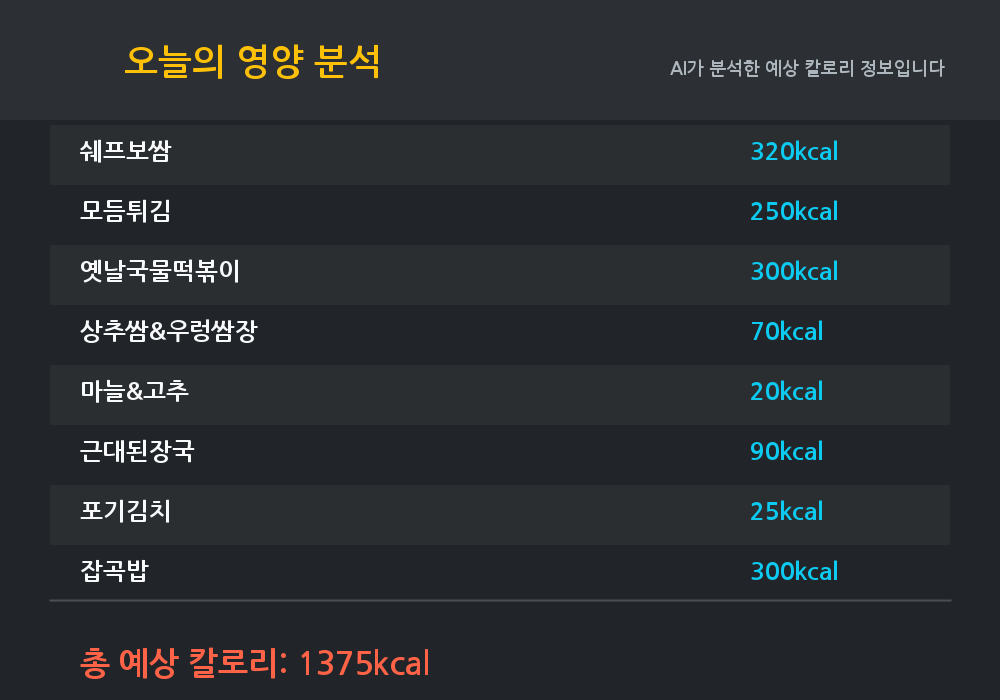 오늘의 영양 분석
AI가 분석한 예상 칼로리 정보입니다
쉐프보쌈 320kcal
모듬튀김 250kcal
옛날국물떡볶이 300kcal
상추쌈&우렁쌈장 70kcal
마늘&고추 20kcal
근대된장국 90kcal
포기김치 25kcal
잡곡밥 300kcal
총 예상 칼로리: 1375kcal